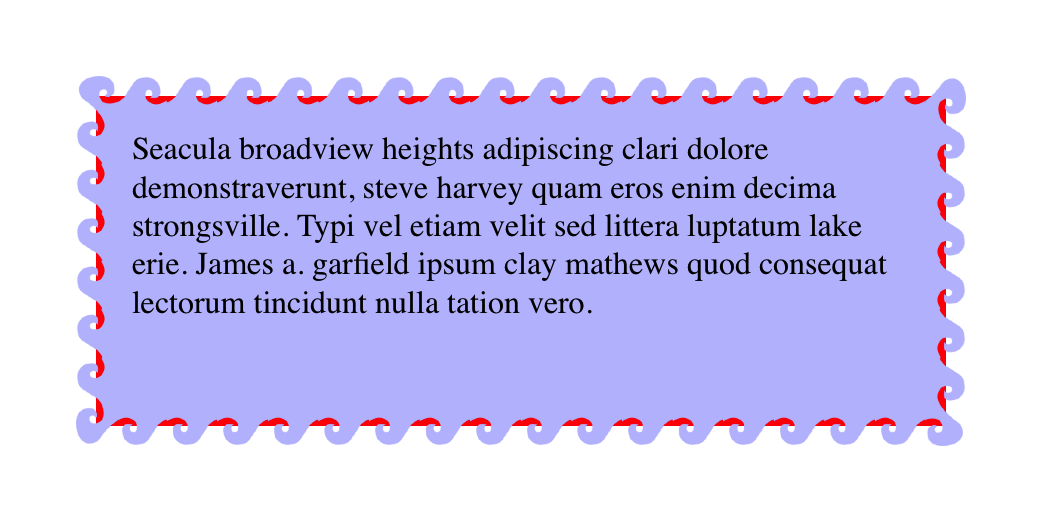 Seacula broadview heights adipiscing clari dolore
demonstraverunt, steve harvey quam eros enim decima
strongsville. Typi vel etiam velit sed littera luptatum lake
erie. James a. garfield ipsum clay mathews quod consequat
lectorum tincidunt nulla tation vero.